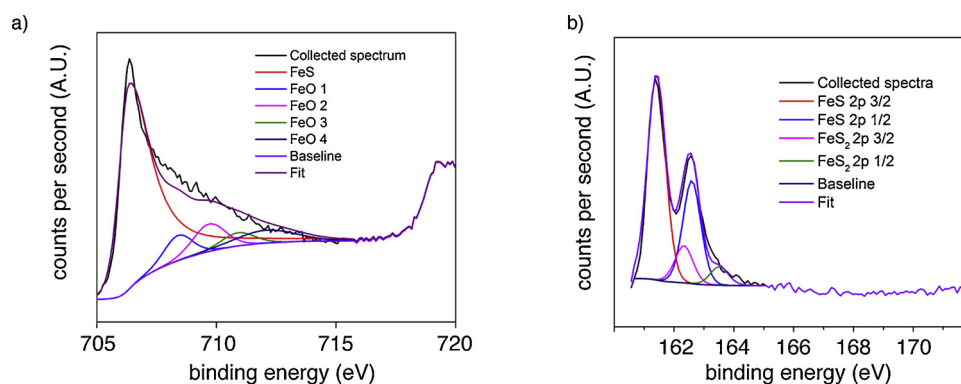 a)
counts per second (A.U.)
Collected spectrum
FeS
FeO 1
FeO 2
FeO 3
FeO 4
Baseline
Fit
705 710 715 720
binding energy (eV)
b)
counts per second (A.U.)
Collected spectra
FeS 2p 3/2
FeS 2p 1/2
FeS₂ 2p 3/2
FeS₂ 2p 1/2
Baseline
Fit
162 164 166 168 170
binding energy (eV)